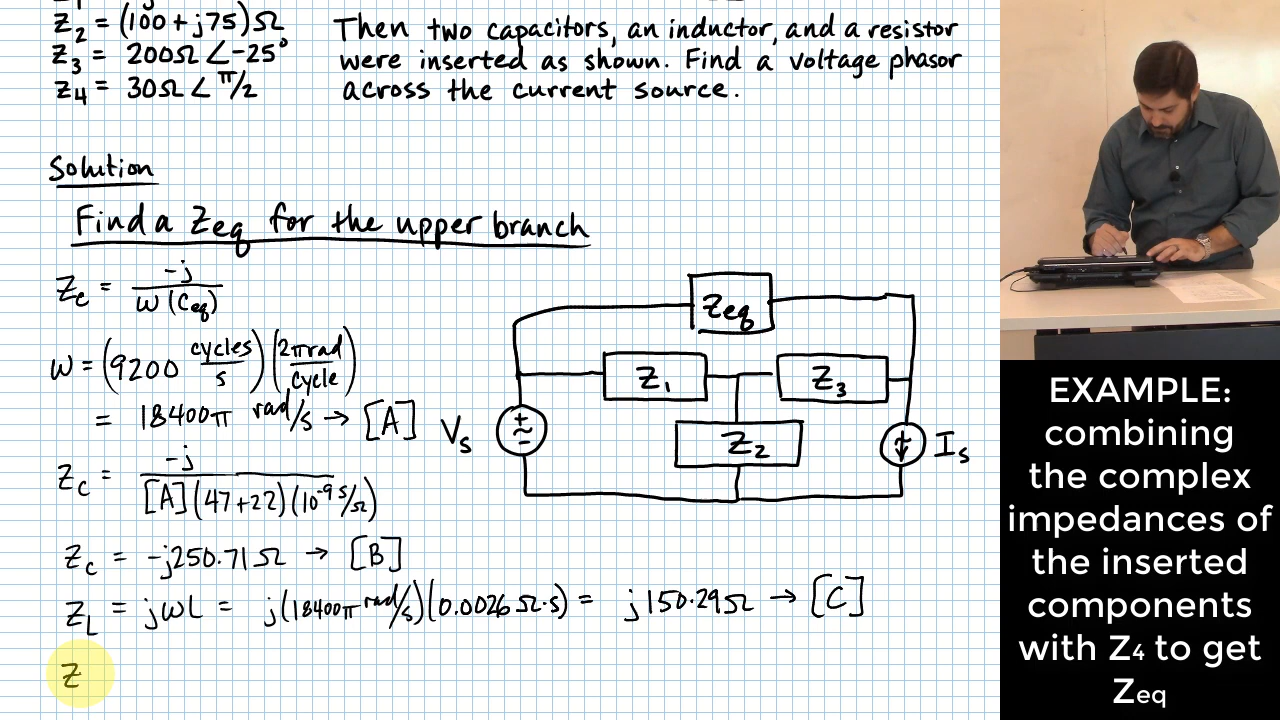 Z₂ = (100 + j75)Ω
Z₃ = 200Ω ∠-25°
Z₄ = 30Ω ∠ π/2
Then two capacitors, an inductor, and a resistor
were inserted as shown. Find a voltage phasor
across the current source.
Solution
Find a Zeq for the upper branch
Zc = -j / ω(Ceq)
ω = (9200 cycles/s)(2π rad/cycle)
= 18400π rad/s → [A]
Zc = -j / [A](47+22)(10⁻⁹ s/Ω)
Zc = -j250.71Ω → [B]
Z_L = jωL = j(18400π rad/s)(0.0026 Ω·s) = j150.29Ω → [C]
Z
Zeq
Z₁
Z₃
Vs
+
~
-
Z₂
Is
EXAMPLE:
combining
the complex
impedances of
the inserted
components
with Z₄ to get
Zeq